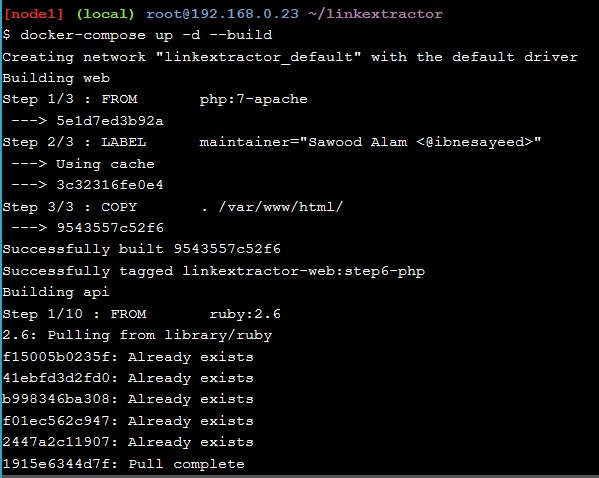 [node1] (local) root@192.168.0.23 ~/linkextractor
$ docker-compose up -d --build
Creating network "linkextractor_default" with the default driver
Building web
Step 1/3 : FROM php:7-apache
---> 5e1d7ed3b92a
Step 2/3 : LABEL maintainer="Sawood Alam <@ibnesayeed>"
---> Using cache
---> 3c32316fe0e4
Step 3/3 : COPY . /var/www/html/
---> 9543557c52f6
Successfully built 9543557c52f6
Successfully tagged linkextractor-web:step6-php
Building api
Step 1/10 : FROM ruby:2.6
2.6: Pulling from library/ruby
f15005b0235f: Already exists
41ebfd3d2fd0: Already exists
b998346ba308: Already exists
f01ec562c947: Already exists
2447a2c11907: Already exists
1915e6344d7f: Pull complete